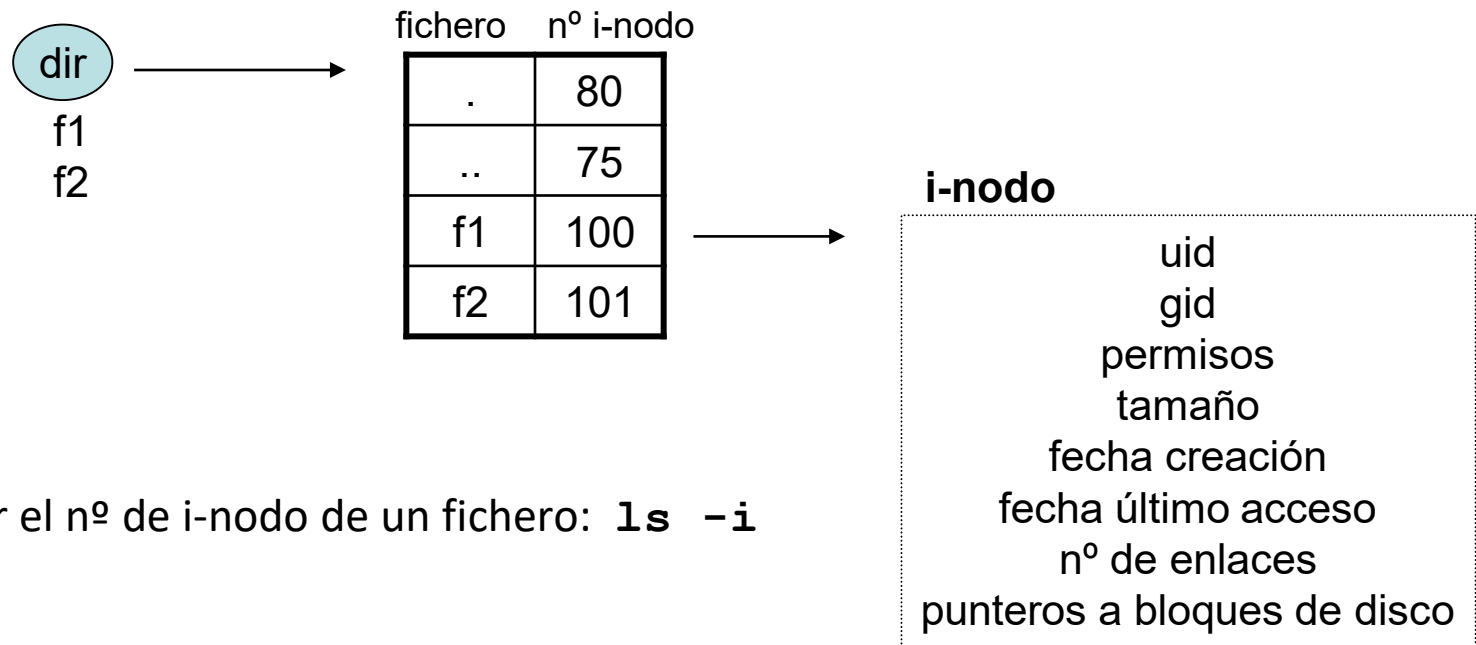 dir
f1
f2
fichero nº i-nodo
. 80
.. 75
f1 100
f2 101
i-nodo
uid
gid
permisos
tamaño
fecha creación
fecha último acceso
nº de enlaces
punteros a bloques de disco
el nº de i-nodo de un fichero: ls -i